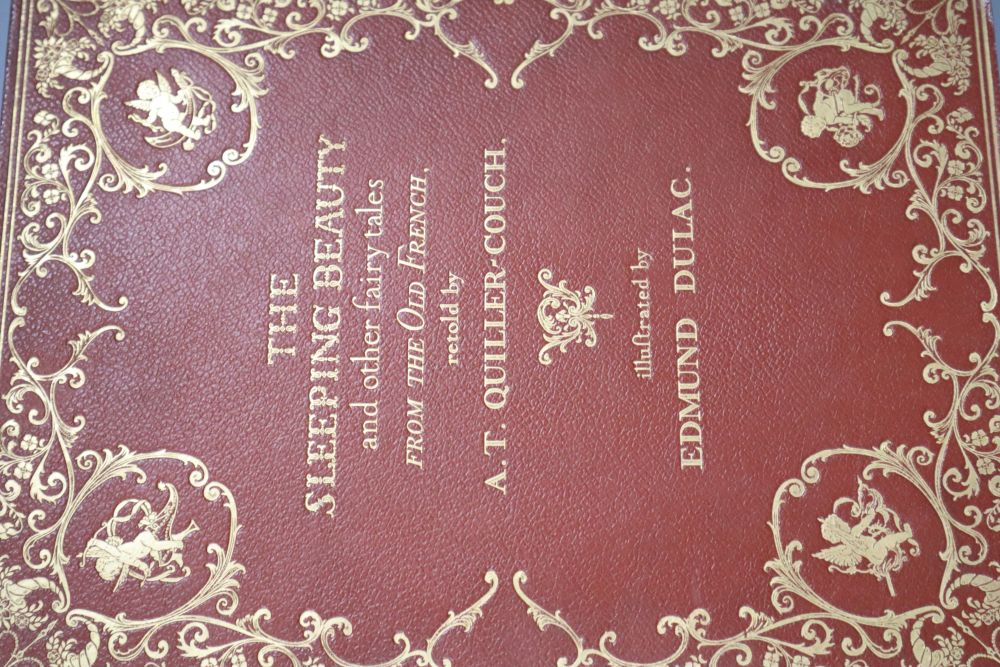 THE
SLEEPING BEAUTY
and other fairy tales
FROM THE OLD FRENCH,
retold by
A. T. QUILLER-COUCH.
illustrated by
EDMUND DULAC.